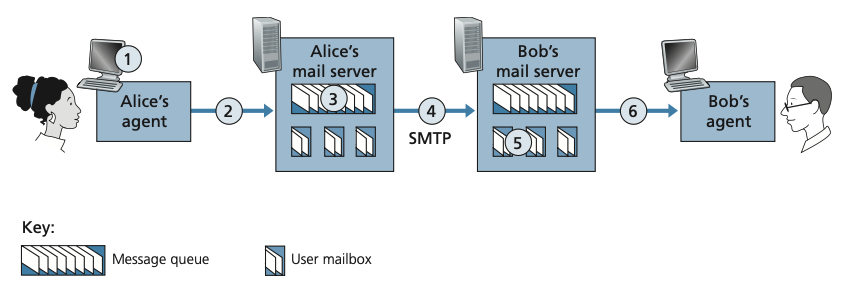 1
Alice's
agent
2
Alice's
mail server
3
4
SMTP
Bob's
mail server
5
6
Bob's
agent
Key:
Message queue
User mailbox